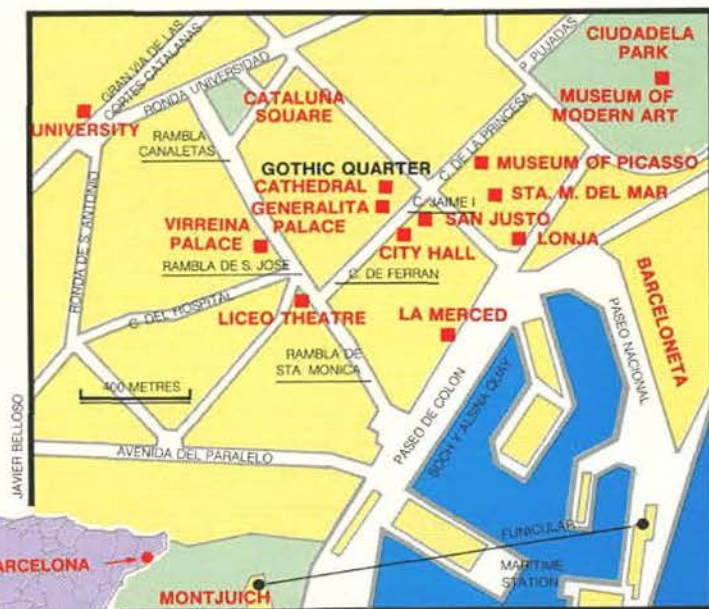 CIUDADELA
PARK
MUSEUM OF
MODERN ART
P. PUJADAS
GRAN VIA DE LAS
CORTES CATALANAS
RONDA UNIVERSIDAD
UNIVERSITY
CATALUÑA
SQUARE
RAMBLA
CANALETAS
C. DE LA PRINCESA
GOTHIC QUARTER
MUSEUM OF PICASSO
CATHEDRAL
STA. M. DEL MAR
GENERALITA
PALACE
C. JAIME I
SAN JUSTO
VIRREINA
PALACE
CITY HALL
LONJA
RONDA DE S. ANTONIO
RAMBLA DE S. JOSE
C. DE FERRAN
C. DEL HOSPITAL
LICEO THEATRE
LA MERCED
BARCELONETA
PASEO NACIONAL
RAMBLA DE
STA. MONICA
400 METRES
PASEO DE COLON
BOCH Y ALSINA QUAY
AVENIDA DEL PARALELO
JAVIER BELLOSO
FUNICULAR
MARITIME
STATION
ARCELONA
MONTJUICH